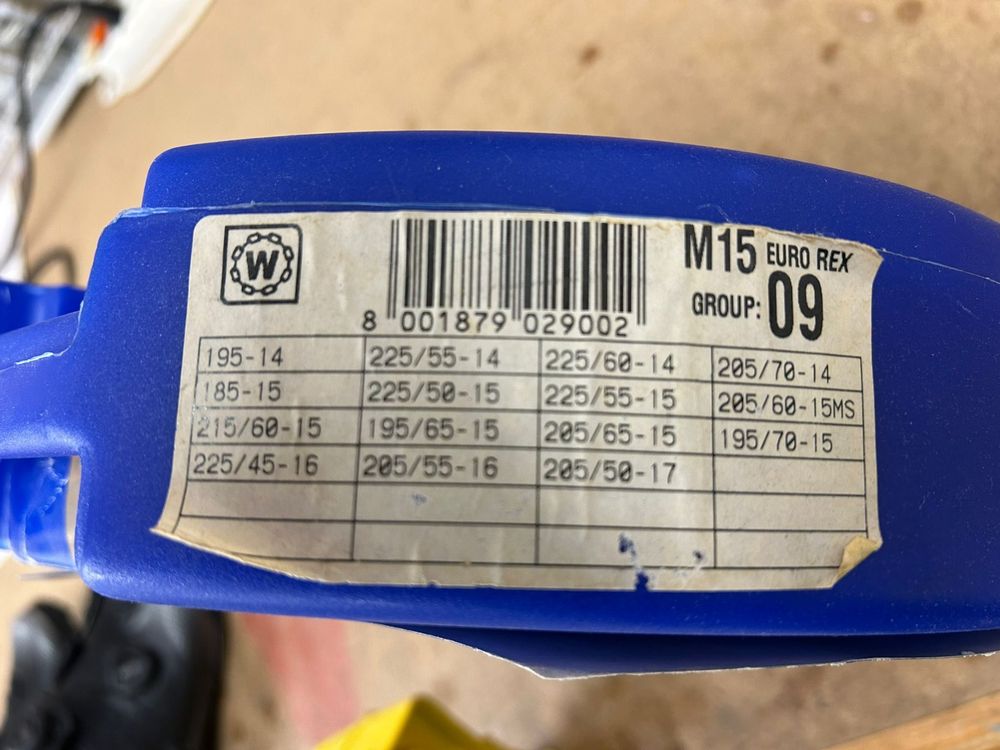 W
M15 EURO REX
GROUP: 09
8 001879 029002
195-14 225/55-14 225/60-14 205/70-14
185-15 225/50-15 225/55-15 205/60-15MS
215/60-15 195/65-15 205/65-15 195/70-15
225/45-16 205/55-16 205/50-17